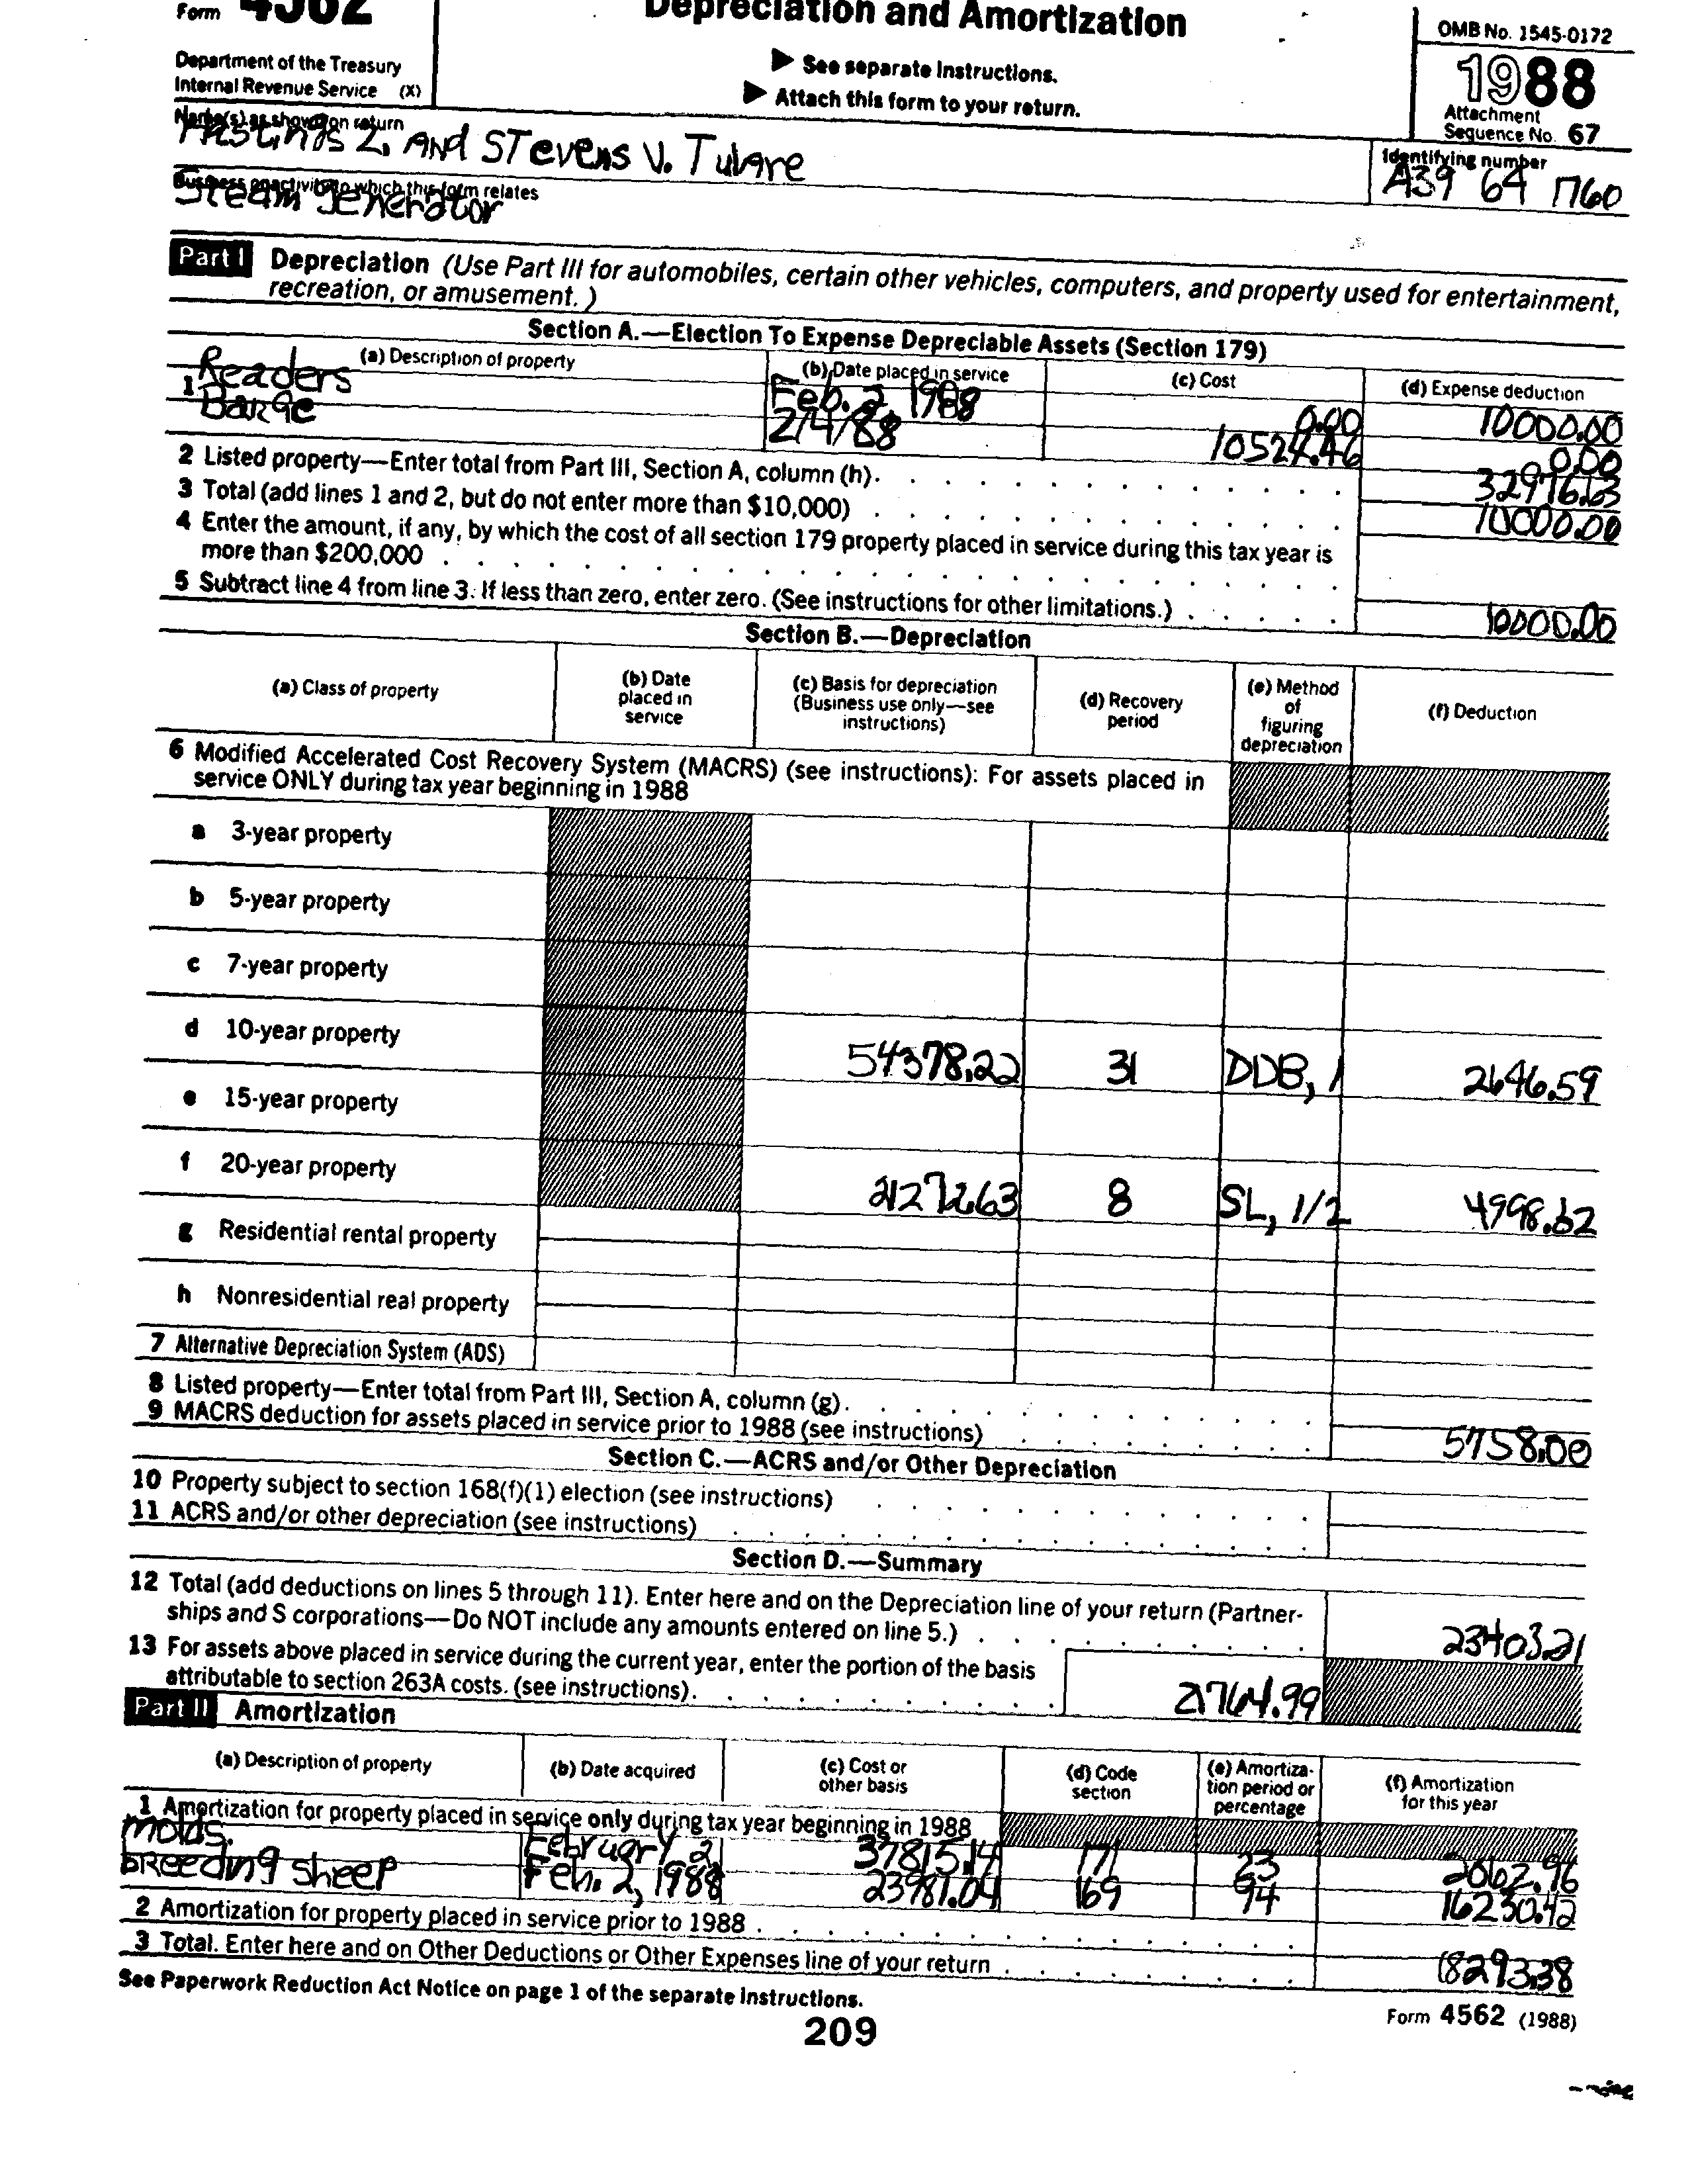 Form 4562
Depreciation and Amortization
OMB No. 1545-0172
Department of the Treasury
Internal Revenue Service (X)
▶ See separate Instructions.
▶ Attach this form to your return.
1988
Attachment
Sequence No. 67
Name(s) as shown on return
Hastings Z. And STevens V. Tulare
Identifying number
A39 64 1760
Business or activity to which this form relates
Steam generator
Part I Depreciation (Use Part III for automobiles, certain other vehicles, computers, and property used for entertainment,
recreation, or amusement.)
Section A.—Election To Expense Depreciable Assets (Section 179)
(a) Description of property (b) Date placed in service (c) Cost (d) Expense deduction
1 Readers Feb. 2, 1988 0.00 10000.00
Barge 2/4/88 10524.46 0.00
2 Listed property—Enter total from Part III, Section A, column (h). 32976.63
3 Total (add lines 1 and 2, but do not enter more than $10,000) 10000.00
4 Enter the amount, if any, by which the cost of all section 179 property placed in service during this tax year is
more than $200,000
5 Subtract line 4 from line 3. If less than zero, enter zero. (See instructions for other limitations.) 10000.00
Section B.—Depreciation
(a) Class of property (b) Date placed in service (c) Basis for depreciation (Business use only—see instructions) (d) Recovery period (e) Method of figuring depreciation (f) Deduction
6 Modified Accelerated Cost Recovery System (MACRS) (see instructions): For assets placed in
service ONLY during tax year beginning in 1988
a 3-year property
b 5-year property
c 7-year property
d 10-year property 54378.22 31 DDB, 1 2646.59
e 15-year property
f 20-year property 8 SL, 1/2 4998.62
g Residential rental property
h Nonresidential real property
7 Alternative Depreciation System (ADS)
8 Listed property—Enter total from Part III, Section A, column (g).
9 MACRS deduction for assets placed in service prior to 1988 (see instructions) 5758.00
Section C.—ACRS and/or Other Depreciation
10 Property subject to section 168(f)(1) election (see instructions)
11 ACRS and/or other depreciation (see instructions)
Section D.—Summary
12 Total (add deductions on lines 5 through 11). Enter here and on the Depreciation line of your return (Partner-
ships and S corporations—Do NOT include any amounts entered on line 5.) 23403.21
13 For assets above placed in service during the current year, enter the portion of the basis
attributable to section 263A costs. (see instructions). 21764.99
Part II Amortization
(a) Description of property (b) Date acquired (c) Cost or other basis (d) Code section (e) Amortiza-tion period or percentage (f) Amortization for this year
1 Amortization for property placed in service only during tax year beginning in 1988
molds. February 2, 37815.14 171 23 2062.96
breeding sheep Feb. 2, 1988 23981.04 169 94 16230.42
2 Amortization for property placed in service prior to 1988
3 Total. Enter here and on Other Deductions or Other Expenses line of your return 18293.38
See Paperwork Reduction Act Notice on page 1 of the separate Instructions.
Form 4562 (1988)
209